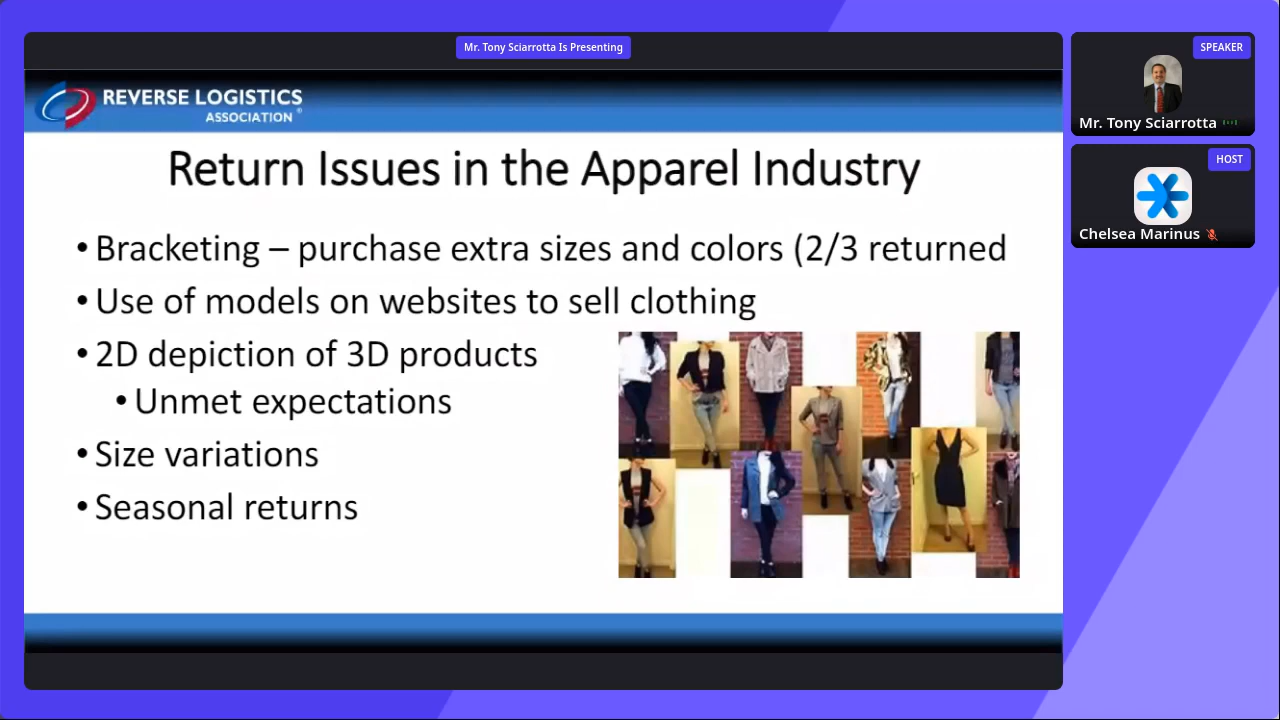 Mr. Tony Sciarrotta Is Presenting
REVERSE LOGISTICS
ASSOCIATION®
Return Issues in the Apparel Industry
• Bracketing – purchase extra sizes and colors (2/3 returned
• Use of models on websites to sell clothing
• 2D depiction of 3D products
• Unmet expectations
• Size variations
• Seasonal returns
SPEAKER
Mr. Tony Sciarrotta
HOST
Chelsea Marinus